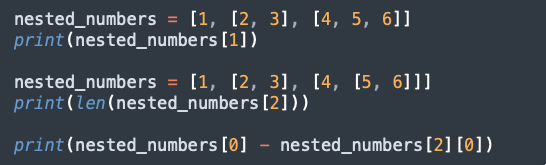 nested_numbers = [1, [2, 3], [4, 5, 6]]
print(nested_numbers[1])
nested_numbers = [1, [2, 3], [4, [5, 6]]]
print(len(nested_numbers[2]))
print(nested_numbers[0] - nested_numbers[2][0])